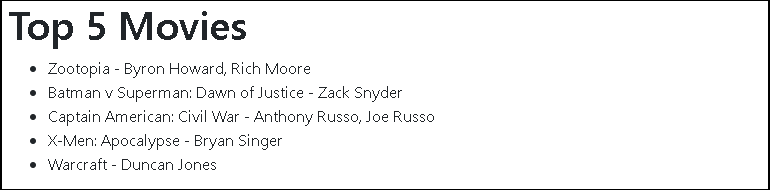 Top 5 Movies
Zootopia - Byron Howard, Rich Moore
Batman v Superman: Dawn of Justice - Zack Snyder
Captain American: Civil War - Anthony Russo, Joe Russo
X-Men: Apocalypse - Bryan Singer
Warcraft - Duncan Jones